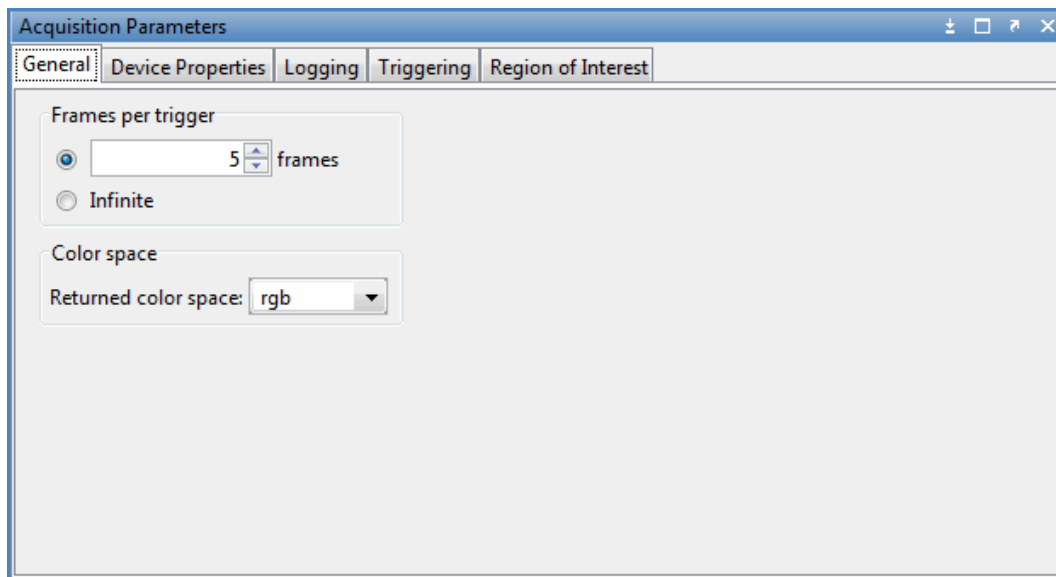 Acquisition Parameters
General Device Properties Logging Triggering Region of Interest
Frames per trigger
5 frames
Infinite
Color space
Returned color space: rgb